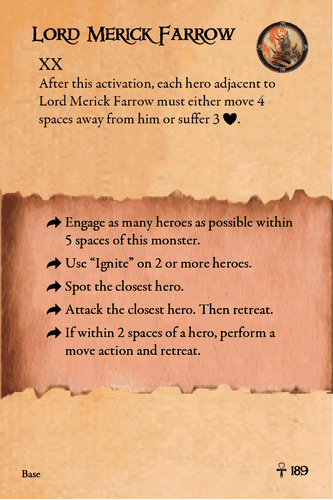 Lord Merick Farrow
XX
After this activation, each hero adjacent to
Lord Merick Farrow must either move 4
spaces away from him or suffer 3 ♥.
Engage as many heroes as possible within
5 spaces of this monster.
Use “Ignite” on 2 or more heroes.
Spot the closest hero.
Attack the closest hero. Then retreat.
If within 2 spaces of a hero, perform a
move action and retreat.
Base
☥ 189